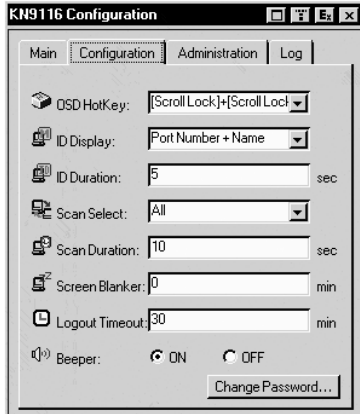 KN9116 Configuration
Main Configuration Administration Log
OSD HotKey: [Scroll Lock]+[Scroll Lock
ID Display: Port Number + Name
ID Duration: 5 sec
Scan Select: All
Scan Duration: 10 sec
Screen Blanker: 0 min
Logout Timeout: 30 min
Beeper: ON OFF
Change Password...